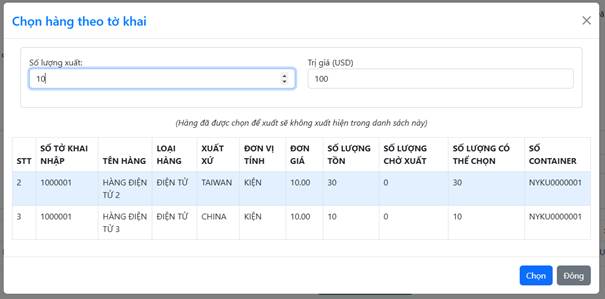 Chọn hàng theo tờ khai
Số lượng xuất: Trị giá (USD)
10 100
(Hàng đã được chọn để xuất sẽ không xuất hiện trong danh sách này)
STT SỐ TỜ KHAI NHẬP TÊN HÀNG LOẠI HÀNG XUẤT XỨ ĐƠN VỊ TÍNH ĐƠN GIÁ SỐ LƯỢNG TỒN SỐ LƯỢNG CHỜ XUẤT SỐ LƯỢNG CÓ THỂ CHỌN SỐ CONTAINER
2 1000001 HÀNG ĐIỆN TỬ 2 ĐIỆN TỬ TAIWAN KIỆN 10.00 30 0 30 NYKU0000001
3 1000001 HÀNG ĐIỆN TỬ 3 ĐIỆN TỬ CHINA KIỆN 10.00 10 0 10 NYKU0000001
Chọn Đóng